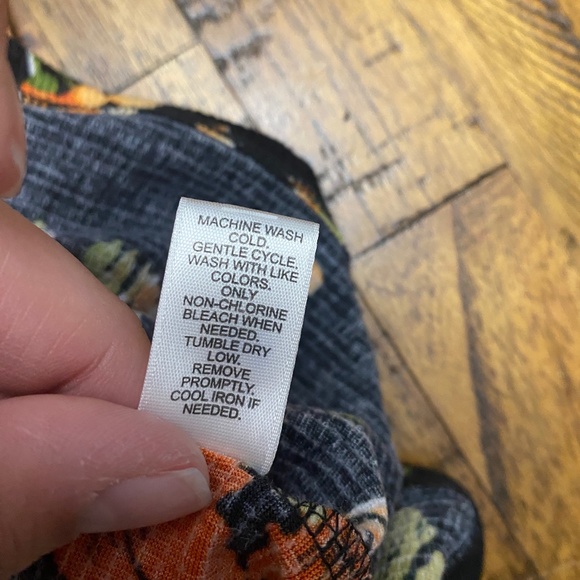 MACHINE WASH
COLD.
GENTLE CYCLE.
WASH WITH LIKE
COLORS.
ONLY
NON-CHLORINE
BLEACH WHEN
NEEDED.
TUMBLE DRY
LOW.
REMOVE
PROMPTLY.
COOL IRON IF
NEEDED.